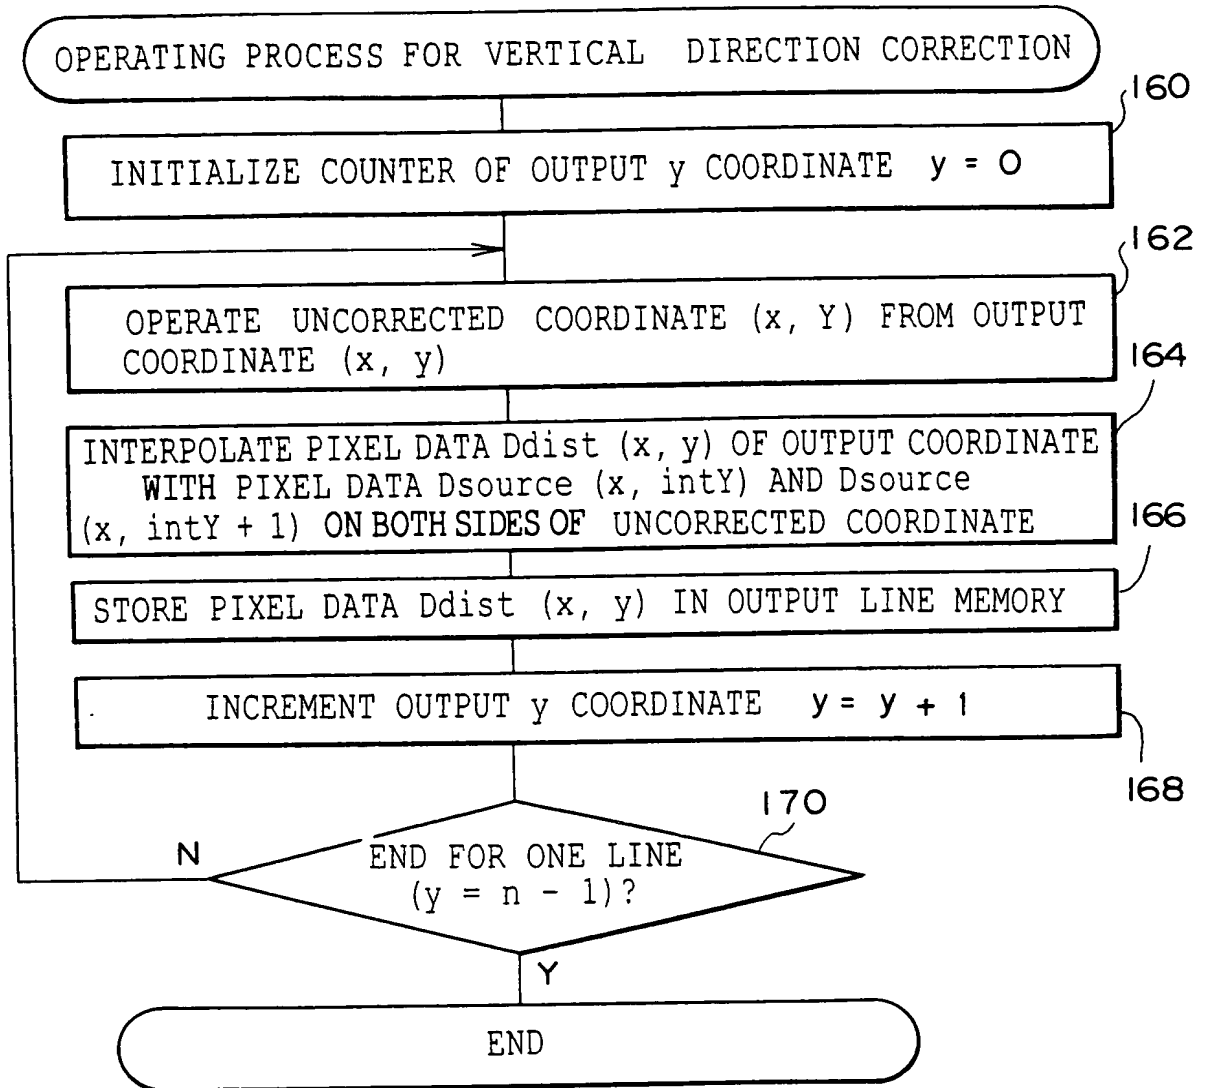 OPERATING PROCESS FOR VERTICAL DIRECTION CORRECTION
160
INITIALIZE COUNTER OF OUTPUT y COORDINATE y = 0
162
OPERATE UNCORRECTED COORDINATE (x, Y) FROM OUTPUT
COORDINATE (x, y)
164
INTERPOLATE PIXEL DATA Ddist (x, y) OF OUTPUT COORDINATE
WITH PIXEL DATA Dsource (x, intY) AND Dsource
(x, intY + 1) ON BOTH SIDES OF UNCORRECTED COORDINATE
166
STORE PIXEL DATA Ddist (x, y) IN OUTPUT LINE MEMORY
INCREMENT OUTPUT y COORDINATE y = y + 1
168
170
N
END FOR ONE LINE
(y = n - 1)?
Y
END